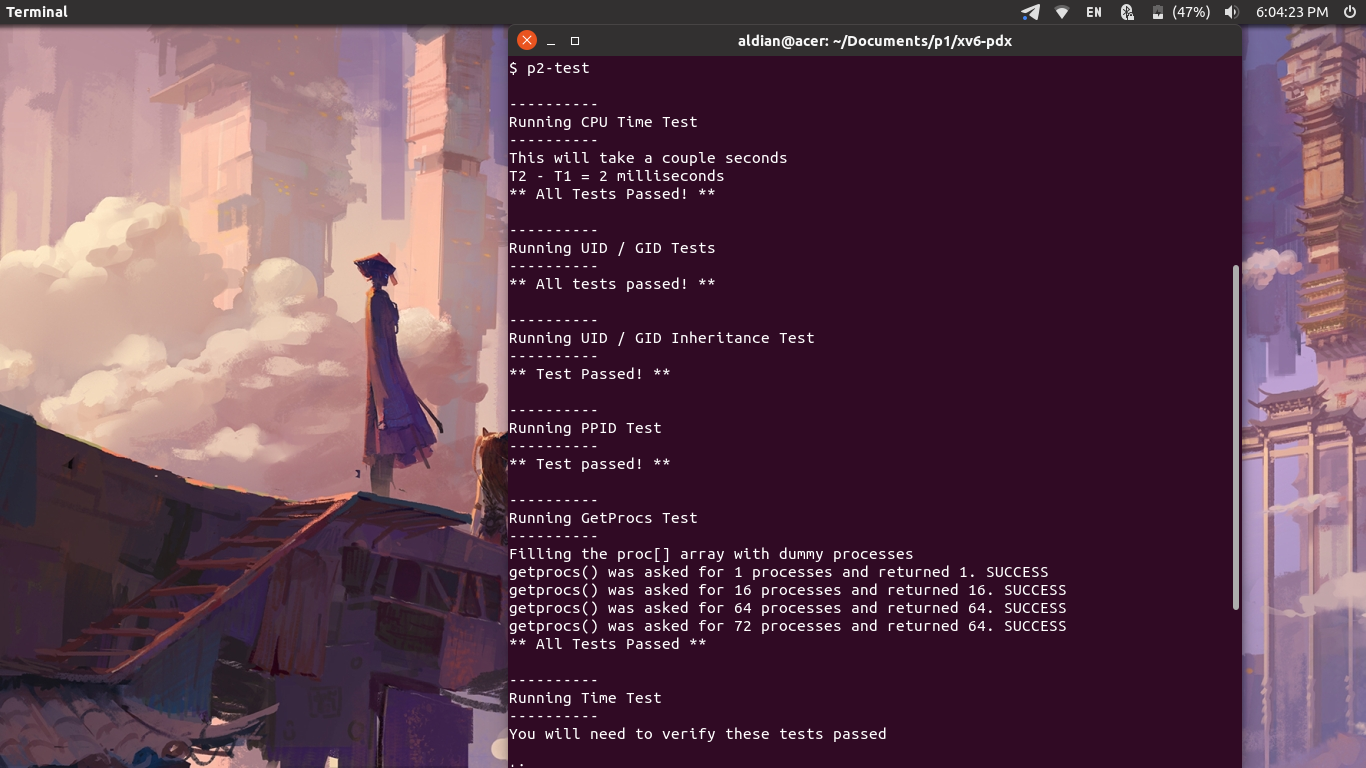 Terminal
EN
(47%)
6:04:23 PM
aldian@acer: ~/Documents/p1/xv6-pdx
$ p2-test
----------
Running CPU Time Test
----------
This will take a couple seconds
T2 - T1 = 2 milliseconds
** All Tests Passed! **
----------
Running UID / GID Tests
----------
** All tests passed! **
----------
Running UID / GID Inheritance Test
----------
** Test Passed! **
----------
Running PPID Test
----------
** Test passed! **
----------
Running GetProcs Test
----------
Filling the proc[] array with dummy processes
getprocs() was asked for 1 processes and returned 1. SUCCESS
getprocs() was asked for 16 processes and returned 16. SUCCESS
getprocs() was asked for 64 processes and returned 64. SUCCESS
getprocs() was asked for 72 processes and returned 64. SUCCESS
** All Tests Passed **
----------
Running Time Test
----------
You will need to verify these tests passed